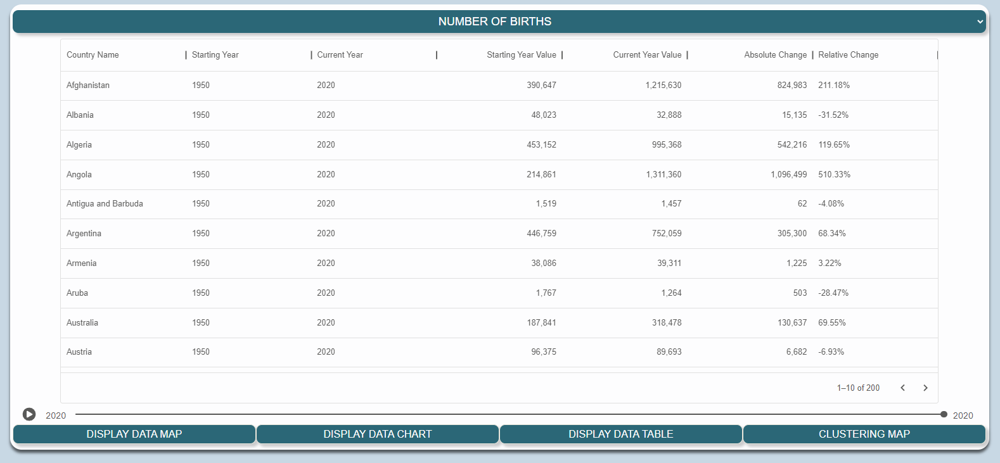 NUMBER OF BIRTHS
Country Name Starting Year Current Year Starting Year Value Current Year Value Absolute Change Relative Change
Afghanistan 1950 2020 390,647 1,215,630 824,983 211.18%
Albania 1950 2020 48,023 32,888 15,135 -31.52%
Algeria 1950 2020 453,152 995,368 542,216 119.65%
Angola 1950 2020 214,861 1,311,360 1,096,499 510.33%
Antigua and Barbuda 1950 2020 1,519 1,457 62 -4.08%
Argentina 1950 2020 446,759 752,059 305,300 68.34%
Armenia 1950 2020 38,086 39,311 1,225 3.22%
Aruba 1950 2020 1,767 1,264 503 -28.47%
Australia 1950 2020 187,841 318,478 130,637 69.55%
Austria 1950 2020 96,375 89,693 6,682 -6.93%
1–10 of 200
2020 2020
DISPLAY DATA MAP DISPLAY DATA CHART DISPLAY DATA TABLE CLUSTERING MAP